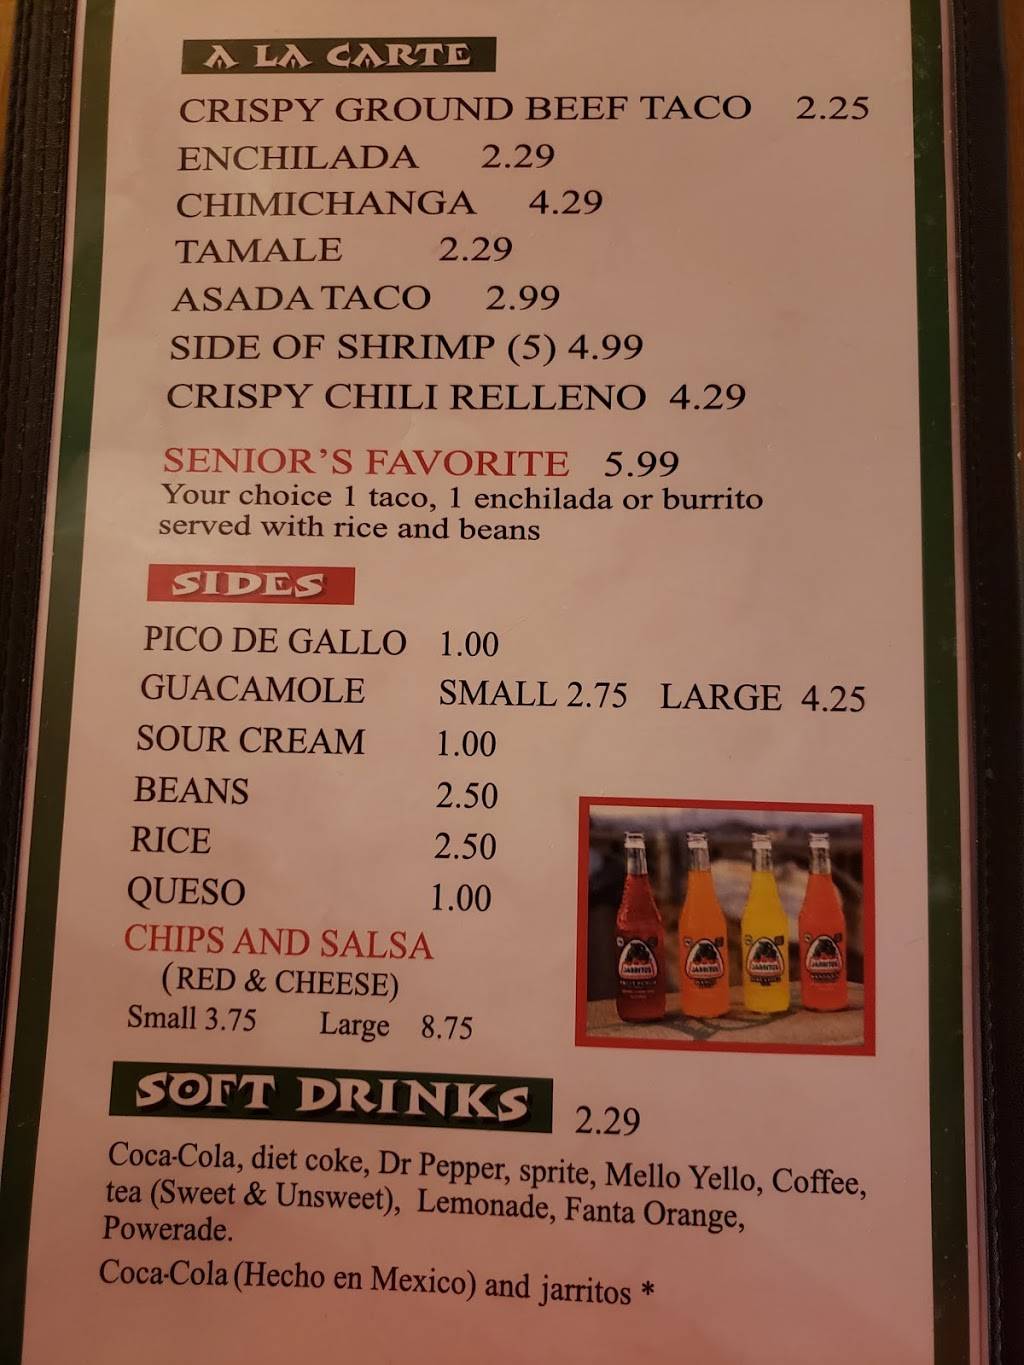 A LA CARTE
CRISPY GROUND BEEF TACO 2.25
ENCHILADA 2.29
CHIMICHANGA 4.29
TAMALE 2.29
ASADA TACO 2.99
SIDE OF SHRIMP (5) 4.99
CRISPY CHILI RELLENO 4.29
SENIOR'S FAVORITE 5.99
Your choice 1 taco, 1 enchilada or burrito
served with rice and beans
SIDES
PICO DE GALLO 1.00
GUACAMOLE SMALL 2.75 LARGE 4.25
SOUR CREAM 1.00
BEANS 2.50
RICE 2.50
QUESO 1.00
CHIPS AND SALSA
(RED & CHEESE)
Small 3.75 Large 8.75
JARRITOS JARRITOS JARRITOS JARRITOS
SOFT DRINKS 2.29
Coca-Cola, diet coke, Dr Pepper, sprite, Mello Yello, Coffee,
tea (Sweet & Unsweet), Lemonade, Fanta Orange,
Powerade.
Coca-Cola (Hecho en Mexico) and jarritos *